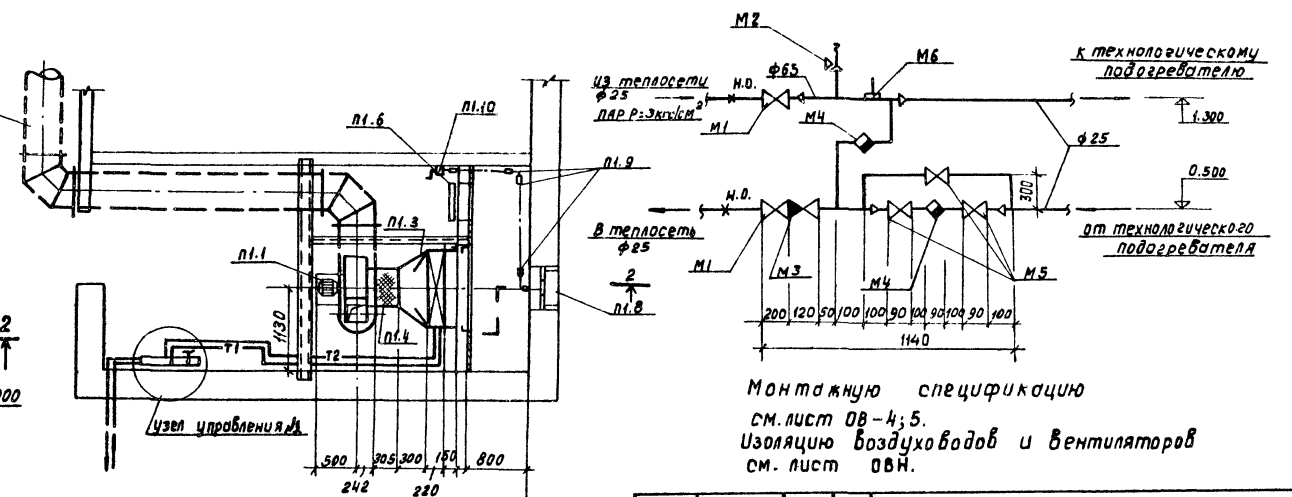 М2
М6
к технологическому
подогревателю
из теплосети
ф25
пар Р=3кгс/см²
н.о.
ф65
М1
М4
1.300
ф25
п1.6
п1.10
п1.9
300
0.500
н.о.
В теплосеть
ф25
М1
М3
М4
М5
от технологического
подогревателя
п1.3
п1.1
п1.4
п1.8
2
1130
2
Т1
Т2
узел управления
200 120 50 100 100 90 100 90 100 90 100
1140
500 305 300 150 800
242 220
Монтажную спецификацию
см. лист ОВ-4; 5.
Изоляцию воздуховодов и вентиляторов
см. лист ОВН.